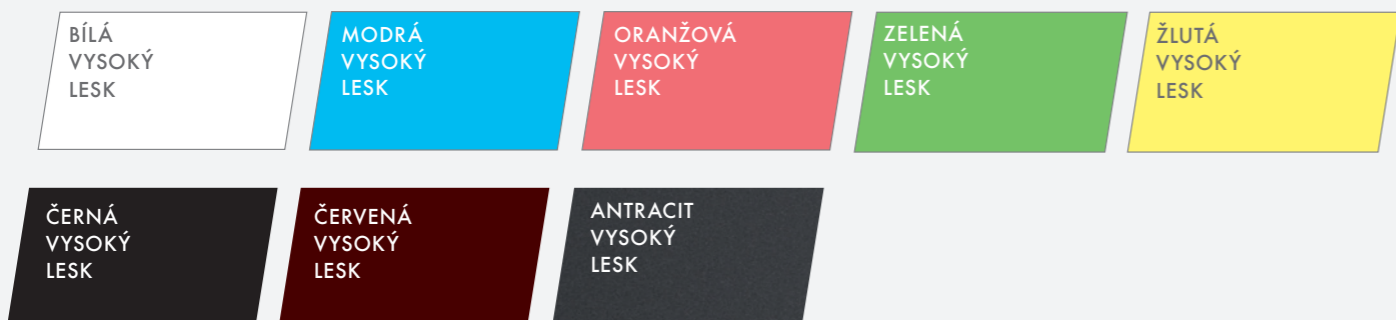 BÍLÁ
VYSOKÝ
LESK
MODRÁ
VYSOKÝ
LESK
ORANŽOVÁ
VYSOKÝ
LESK
ZELENÁ
VYSOKÝ
LESK
ŽLUTÁ
VYSOKÝ
LESK
ČERNÁ
VYSOKÝ
LESK
ČERVENÁ
VYSOKÝ
LESK
ANTRACIT
VYSOKÝ
LESK